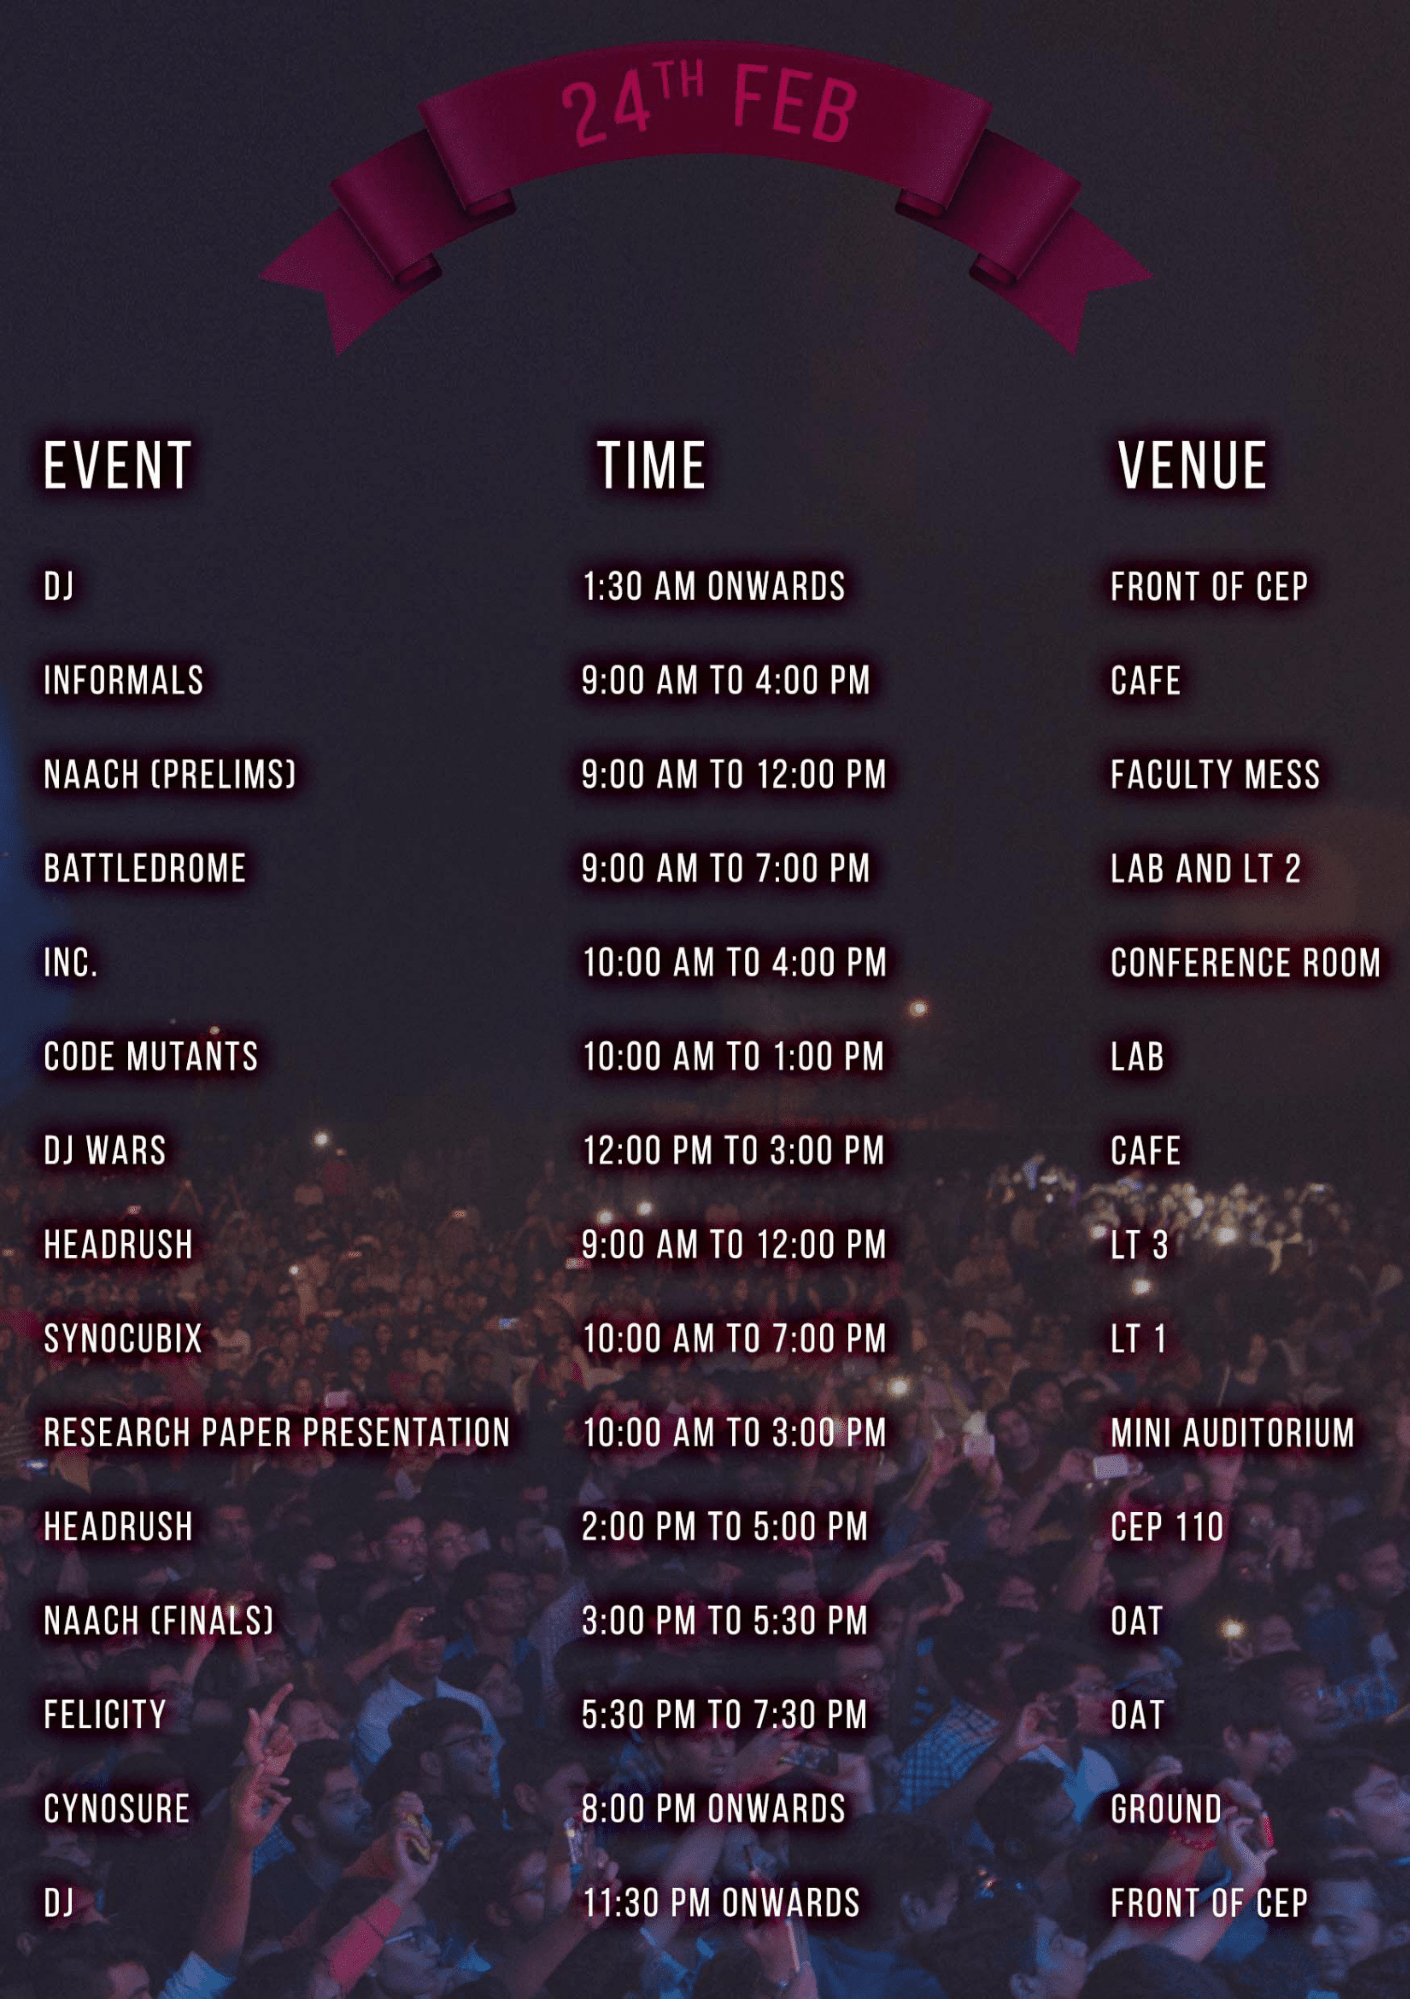 24TH FEB
EVENT TIME VENUE
DJ 1:30 AM ONWARDS FRONT OF CEP
INFORMALS 9:00 AM TO 4:00 PM CAFE
NAACH (PRELIMS) 9:00 AM TO 12:00 PM FACULTY MESS
BATTLEDROME 9:00 AM TO 7:00 PM LAB AND LT 2
INC. 10:00 AM TO 4:00 PM CONFERENCE ROOM
CODE MUTANTS 10:00 AM TO 1:00 PM LAB
DJ WARS 12:00 PM TO 3:00 PM CAFE
HEADRUSH 9:00 AM TO 12:00 PM LT 3
SYNOCUBIX 10:00 AM TO 7:00 PM LT 1
RESEARCH PAPER PRESENTATION 10:00 AM TO 3:00 PM MINI AUDITORIUM
HEADRUSH 2:00 PM TO 5:00 PM CEP 110
NAACH (FINALS) 3:00 PM TO 5:30 PM OAT
FELICITY 5:30 PM TO 7:30 PM OAT
CYNOSURE 8:00 PM ONWARDS GROUND
DJ 11:30 PM ONWARDS FRONT OF CEP